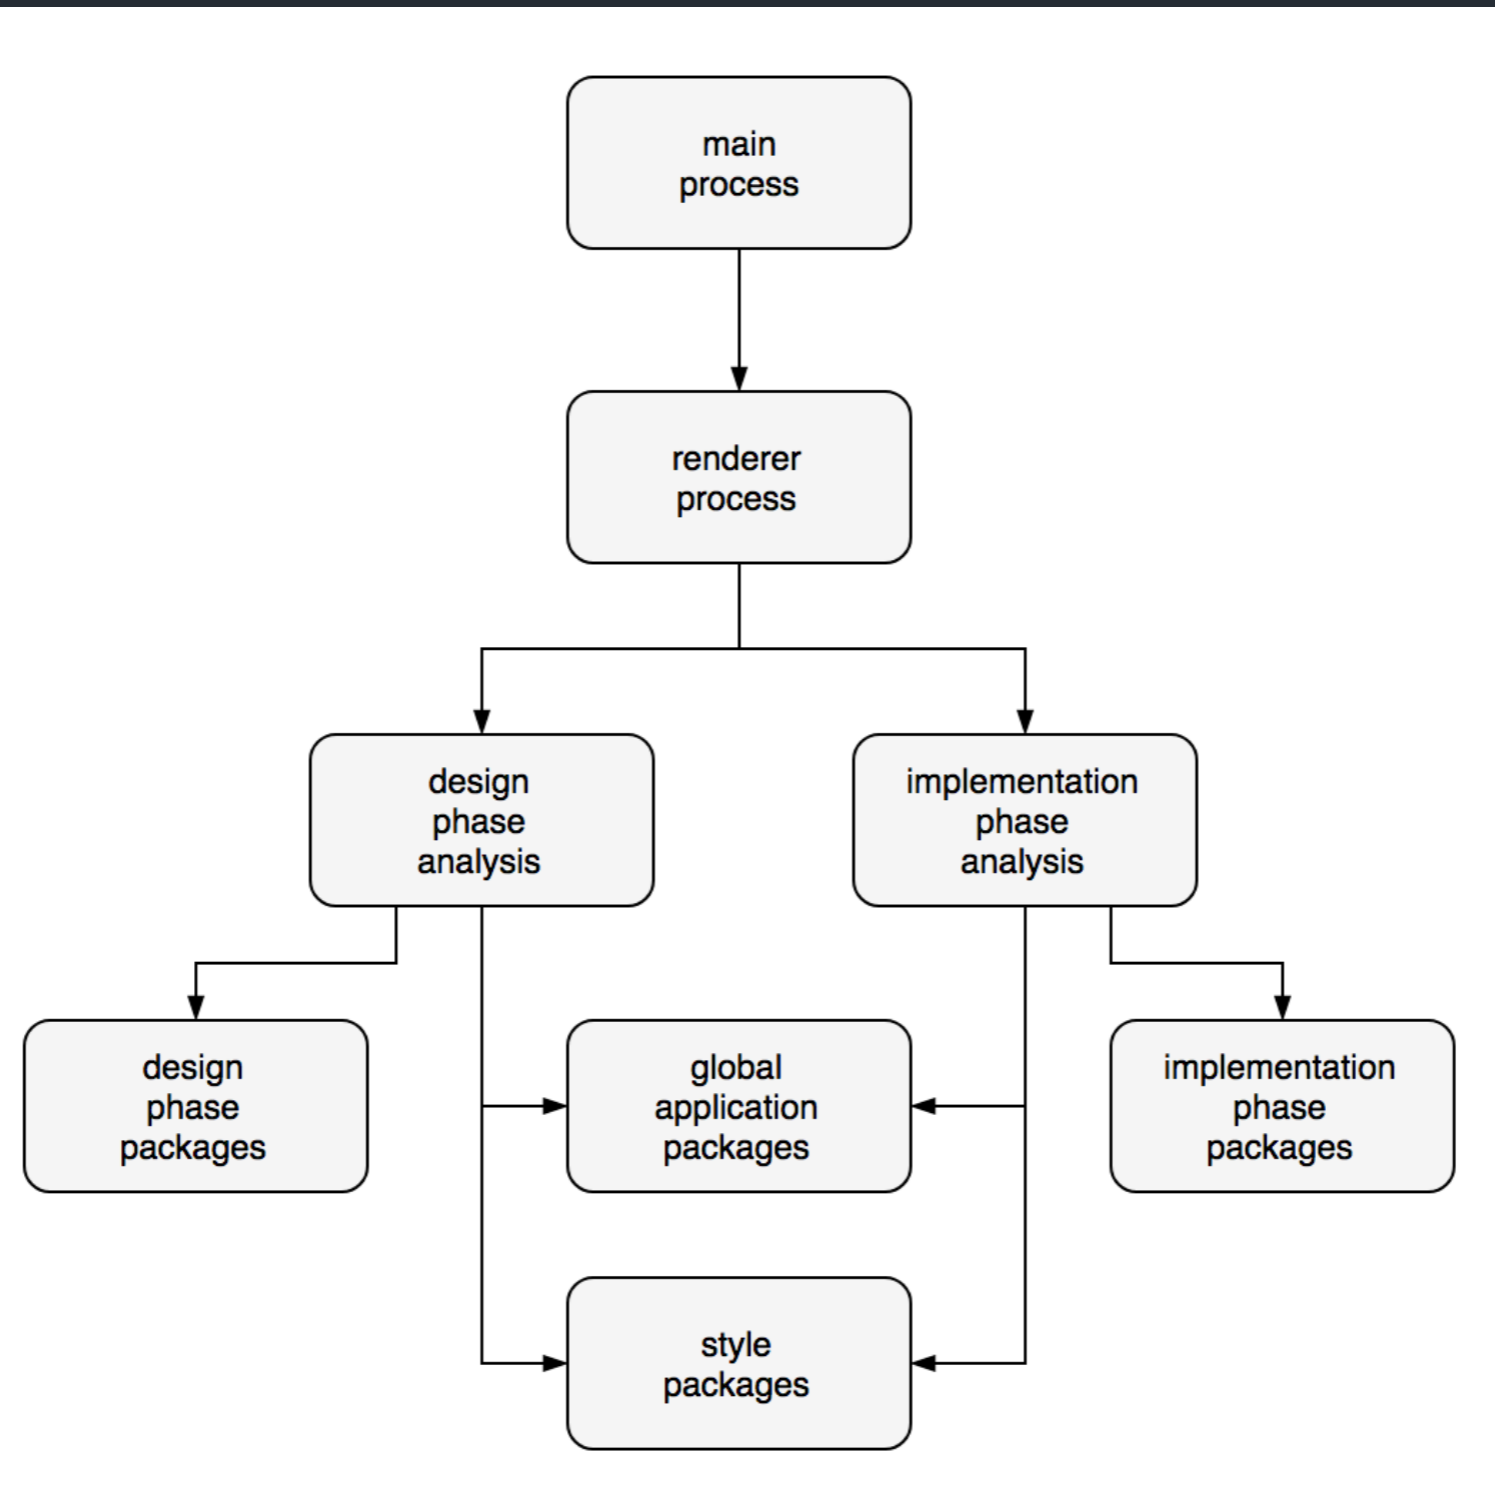 main
process
renderer
process
design
phase
analysis
implementation
phase
analysis
design
phase
packages
global
application
packages
implementation
phase
packages
style
packages